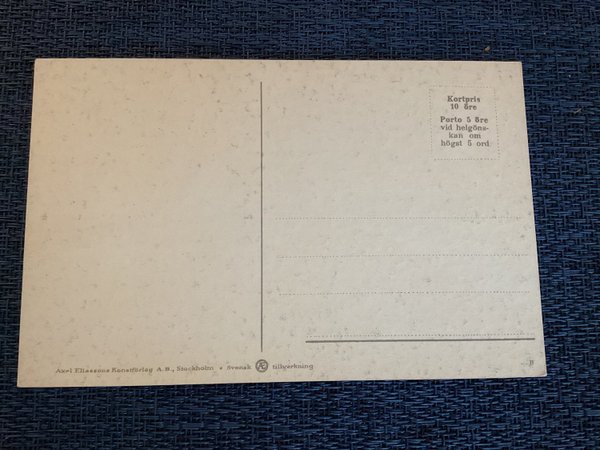 Kortpris
10 öre
Porto 5 öre
vid helgöns-
kan om
högst 5 ord
Axel Eliassons Konstförlag A. B., Stockholm • Svensk Æ tillverkning